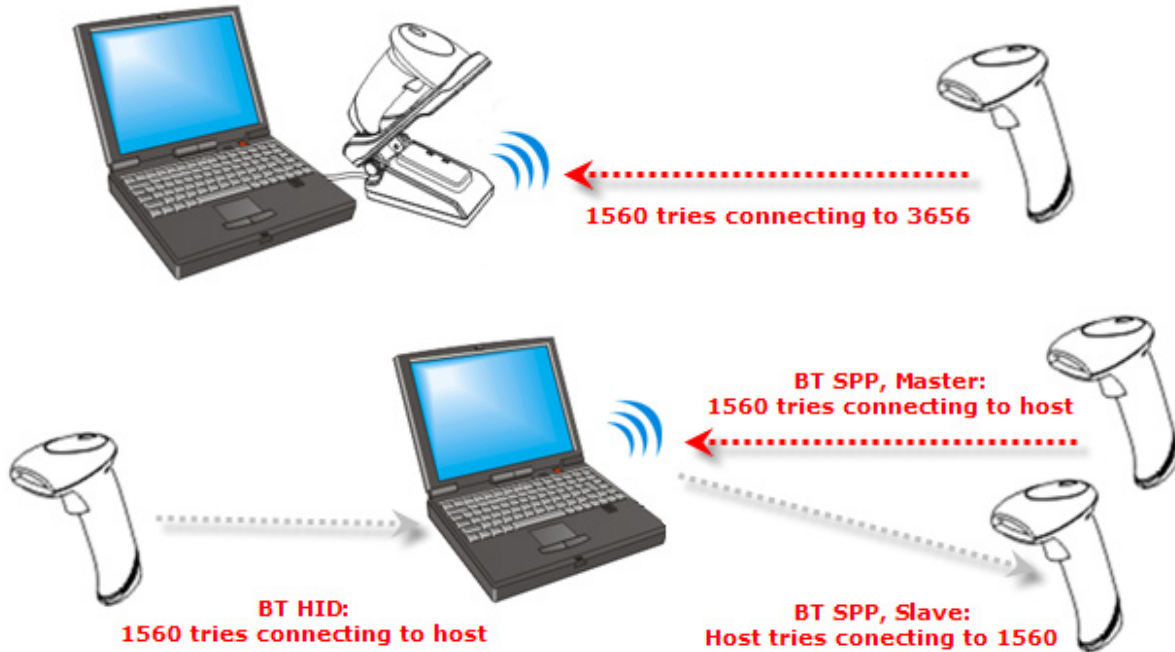 1560 tries connecting to 3656
BT SPP, Master:
1560 tries connecting to host
BT HID:
1560 tries connecting to host
BT SPP, Slave:
Host tries conecting to 1560